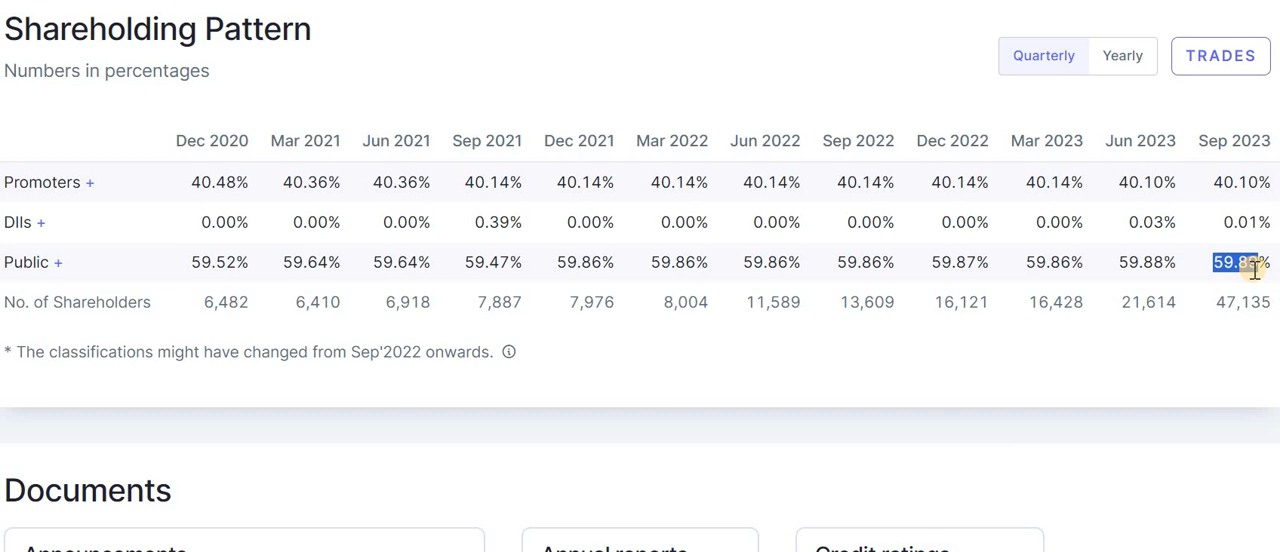 Shareholding Pattern
Numbers in percentages
Quarterly Yearly TRADES
Dec 2020 Mar 2021 Jun 2021 Sep 2021 Dec 2021 Mar 2022 Jun 2022 Sep 2022 Dec 2022 Mar 2023 Jun 2023 Sep 2023
Promoters + 40.48% 40.36% 40.36% 40.14% 40.14% 40.14% 40.14% 40.14% 40.14% 40.14% 40.10% 40.10%
DIIs + 0.00% 0.00% 0.00% 0.39% 0.00% 0.00% 0.00% 0.00% 0.00% 0.00% 0.03% 0.01%
Public + 59.52% 59.64% 59.64% 59.47% 59.86% 59.86% 59.86% 59.86% 59.87% 59.86% 59.88%
No. of Shareholders 6,482 6,410 6,918 7,887 7,976 8,004 11,589 13,609 16,121 16,428 21,614 47,135
* The classifications might have changed from Sep'2022 onwards.
Documents
Announcements Annual reports Credit ratings